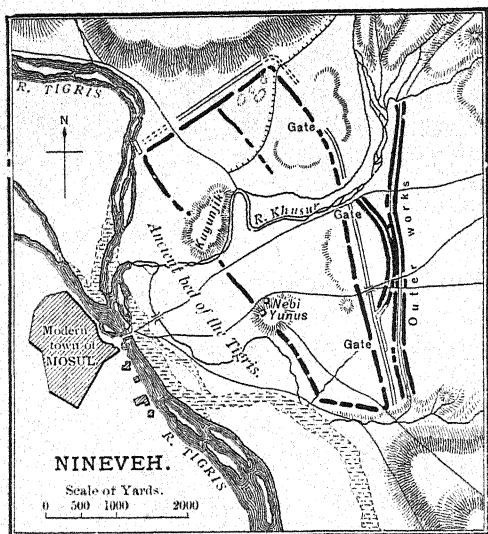 R. TIGRIS
N
Gate
Kuyunjik
R. Khusur
Gate
Outer works
Ancient bed of the Tigris.
Nebi
Yunus
Modern
town of
MOSUL
Gate
R. TIGRIS
NINEVEH.
Scale of Yards.
0 500 1000 2000